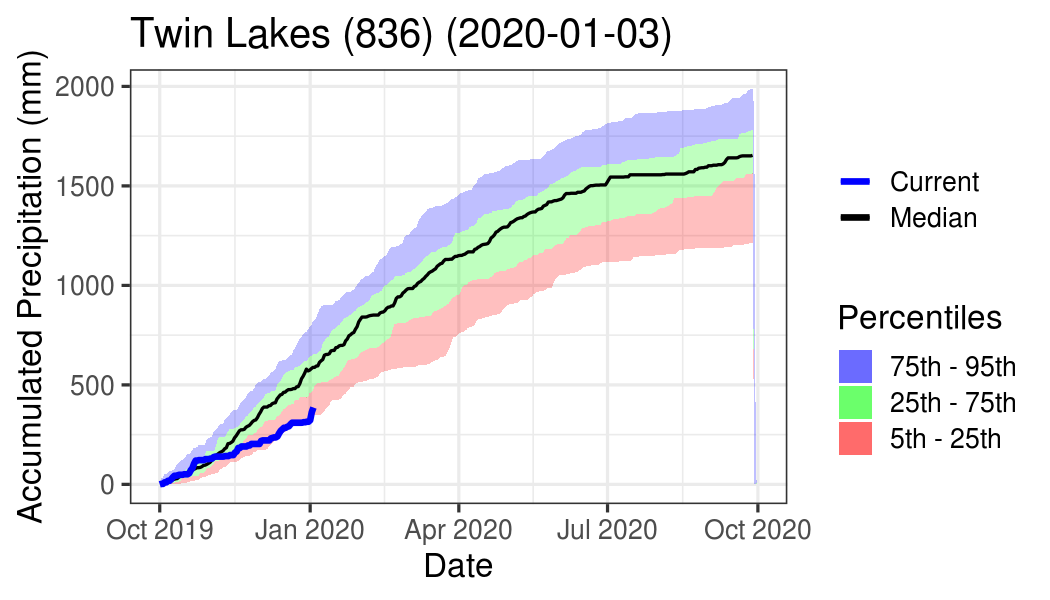 Twin Lakes (836) (2020-01-03)
Accumulated Precipitation (mm)
2000
1500
1000
500
0
Oct 2019
Jan 2020
Apr 2020
Jul 2020
Oct 2020
Date
Current
Median
Percentiles
75th - 95th
25th - 75th
5th - 25th